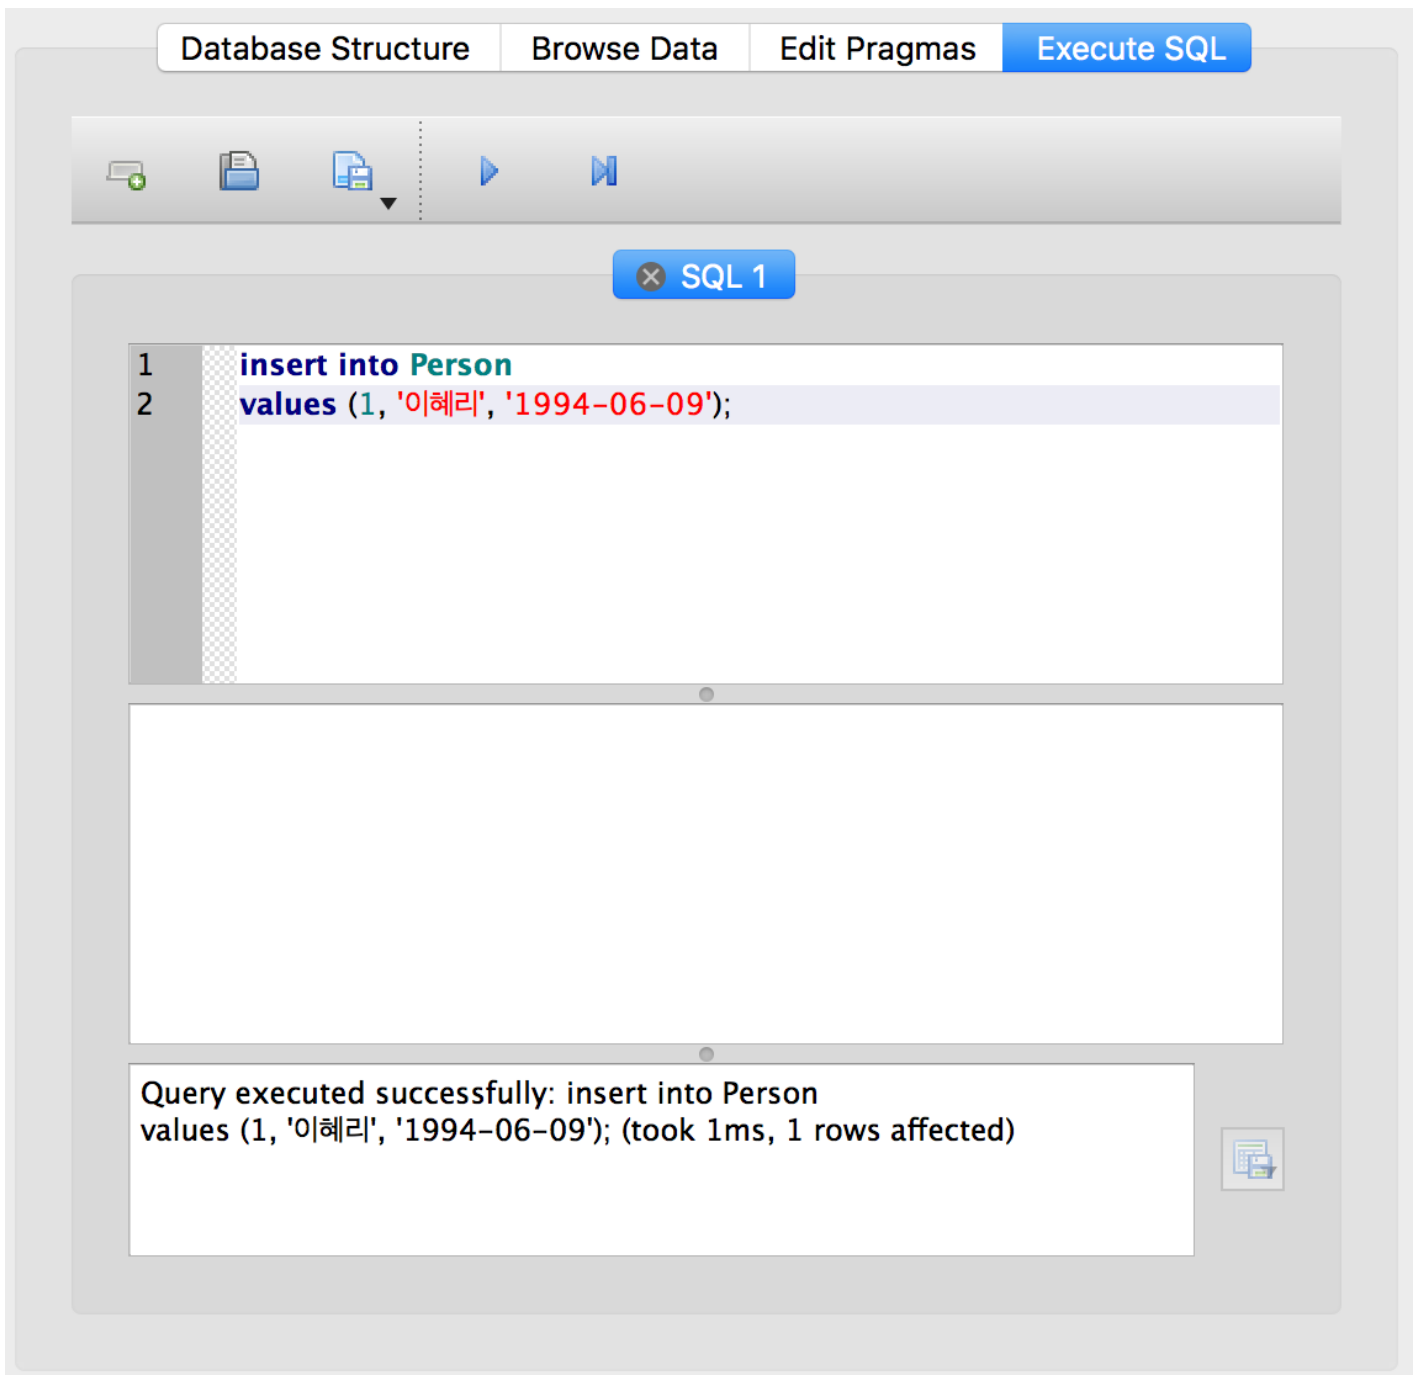 Database Structure Browse Data Edit Pragmas Execute SQL
SQL 1
1 insert into Person
2 values (1, '이혜리', '1994-06-09');
Query executed successfully: insert into Person
values (1, '이혜리', '1994-06-09'); (took 1ms, 1 rows affected)